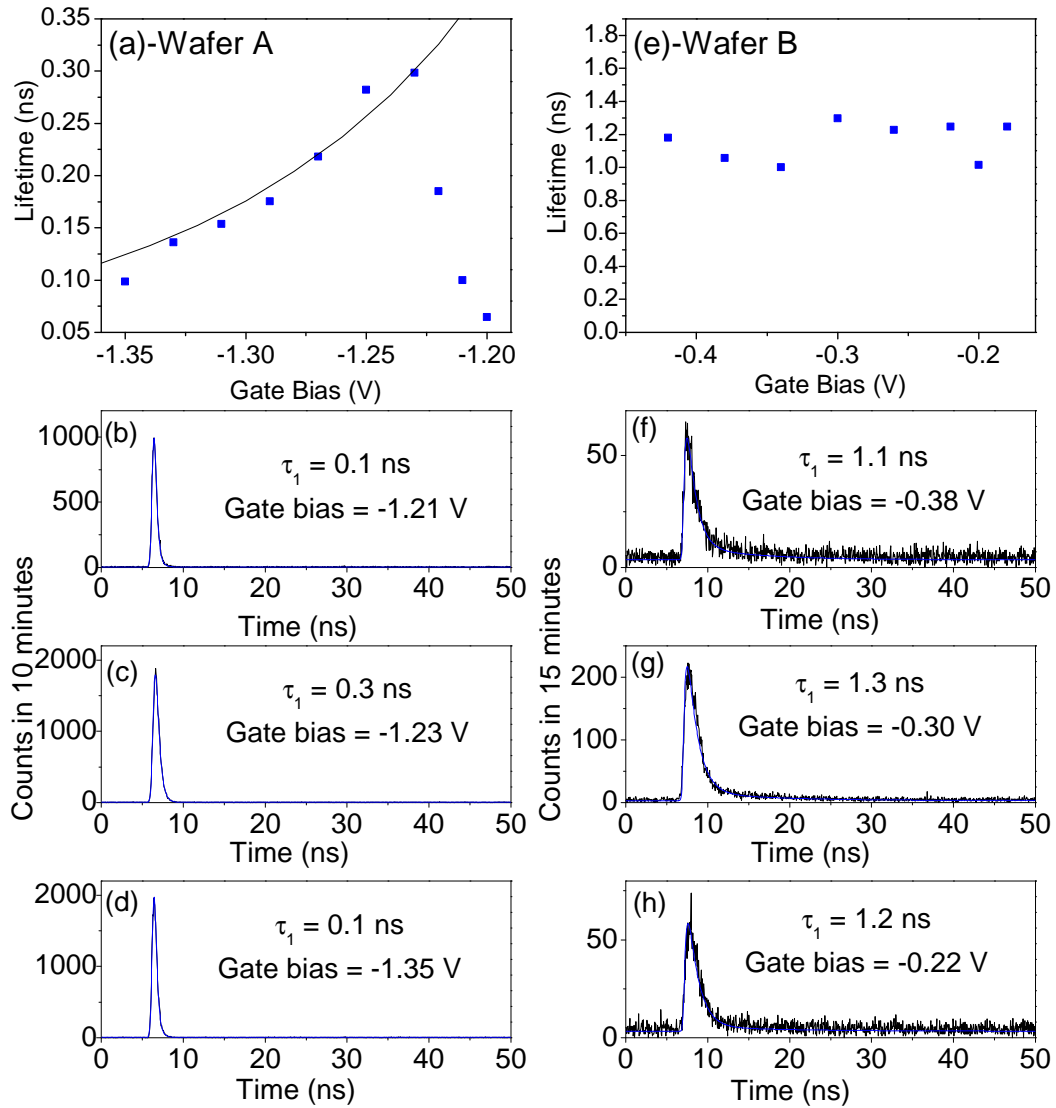 (a)-Wafer A
Lifetime (ns)
0.35
0.30
0.25
0.20
0.15
0.10
0.05
-1.35 -1.30 -1.25 -1.20
Gate Bias (V)
(e)-Wafer B
Lifetime (ns)
1.8
1.6
1.4
1.2
1.0
0.8
0.6
0.4
0.2
0.0
-0.4 -0.3 -0.2
Gate Bias (V)
Counts in 10 minutes
(b)
τ1 = 0.1 ns
Gate bias = -1.21 V
1000
500
0
0 10 20 30 40 50
Time (ns)
(c)
τ1 = 0.3 ns
Gate bias = -1.23 V
2000
1000
0
0 10 20 30 40 50
Time (ns)
(d)
τ1 = 0.1 ns
Gate bias = -1.35 V
2000
1000
0
0 10 20 30 40 50
Time (ns)
Counts in 15 minutes
(f)
τ1 = 1.1 ns
Gate bias = -0.38 V
50
0
0 10 20 30 40 50
Time (ns)
(g)
τ1 = 1.3 ns
Gate bias = -0.30 V
200
100
0
0 10 20 30 40 50
Time (ns)
(h)
τ1 = 1.2 ns
Gate bias = -0.22 V
50
0
0 10 20 30 40 50
Time (ns)